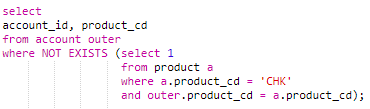 select
account_id, product_cd
from account outer
where NOT EXISTS (select 1
from product a
where a.product_cd = 'CHK'
and outer.product_cd = a.product_cd);